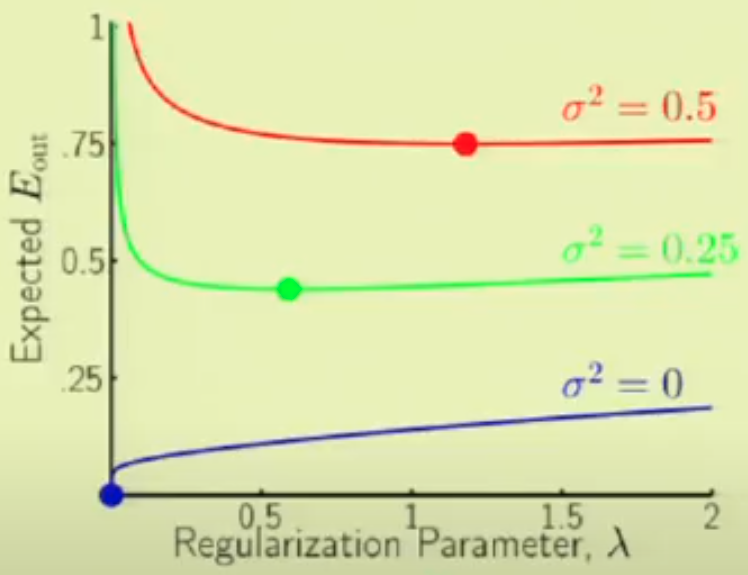 1
.75
0.5
.25
Expected E_out
σ² = 0.5
σ² = 0.25
σ² = 0
0.5 1 1.5 2
Regularization Parameter, λ